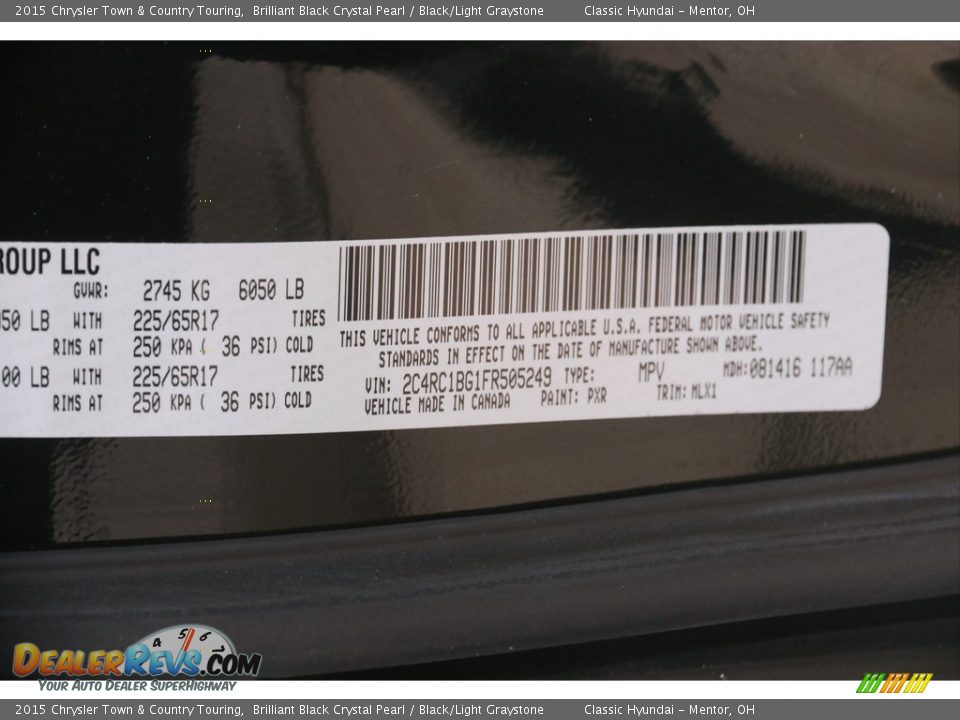 2015 Chrysler Town & Country Touring, Brilliant Black Crystal Pearl / Black/Light Graystone Classic Hyundai – Mentor, OH
ROUP LLC
GVWR: 2745 KG 6050 LB
50 LB WITH 225/65R17 TIRES
RIMS AT 250 KPA ( 36 PSI) COLD
00 LB WITH 225/65R17 TIRES
RIMS AT 250 KPA ( 36 PSI) COLD
THIS VEHICLE CONFORMS TO ALL APPLICABLE U.S.A. FEDERAL MOTOR VEHICLE SAFETY
STANDARDS IN EFFECT ON THE DATE OF MANUFACTURE SHOWN ABOVE.
VIN: 2C4RC1BG1FR505249 TYPE: MPV MDH:081416 117AA
VEHICLE MADE IN CANADA PAINT: PXR TRIM: MLX1
4 5 6
DEALERREVS.COM
YOUR AUTO DEALER SUPERHIGHWAY
2015 Chrysler Town & Country Touring, Brilliant Black Crystal Pearl / Black/Light Graystone Classic Hyundai – Mentor, OH